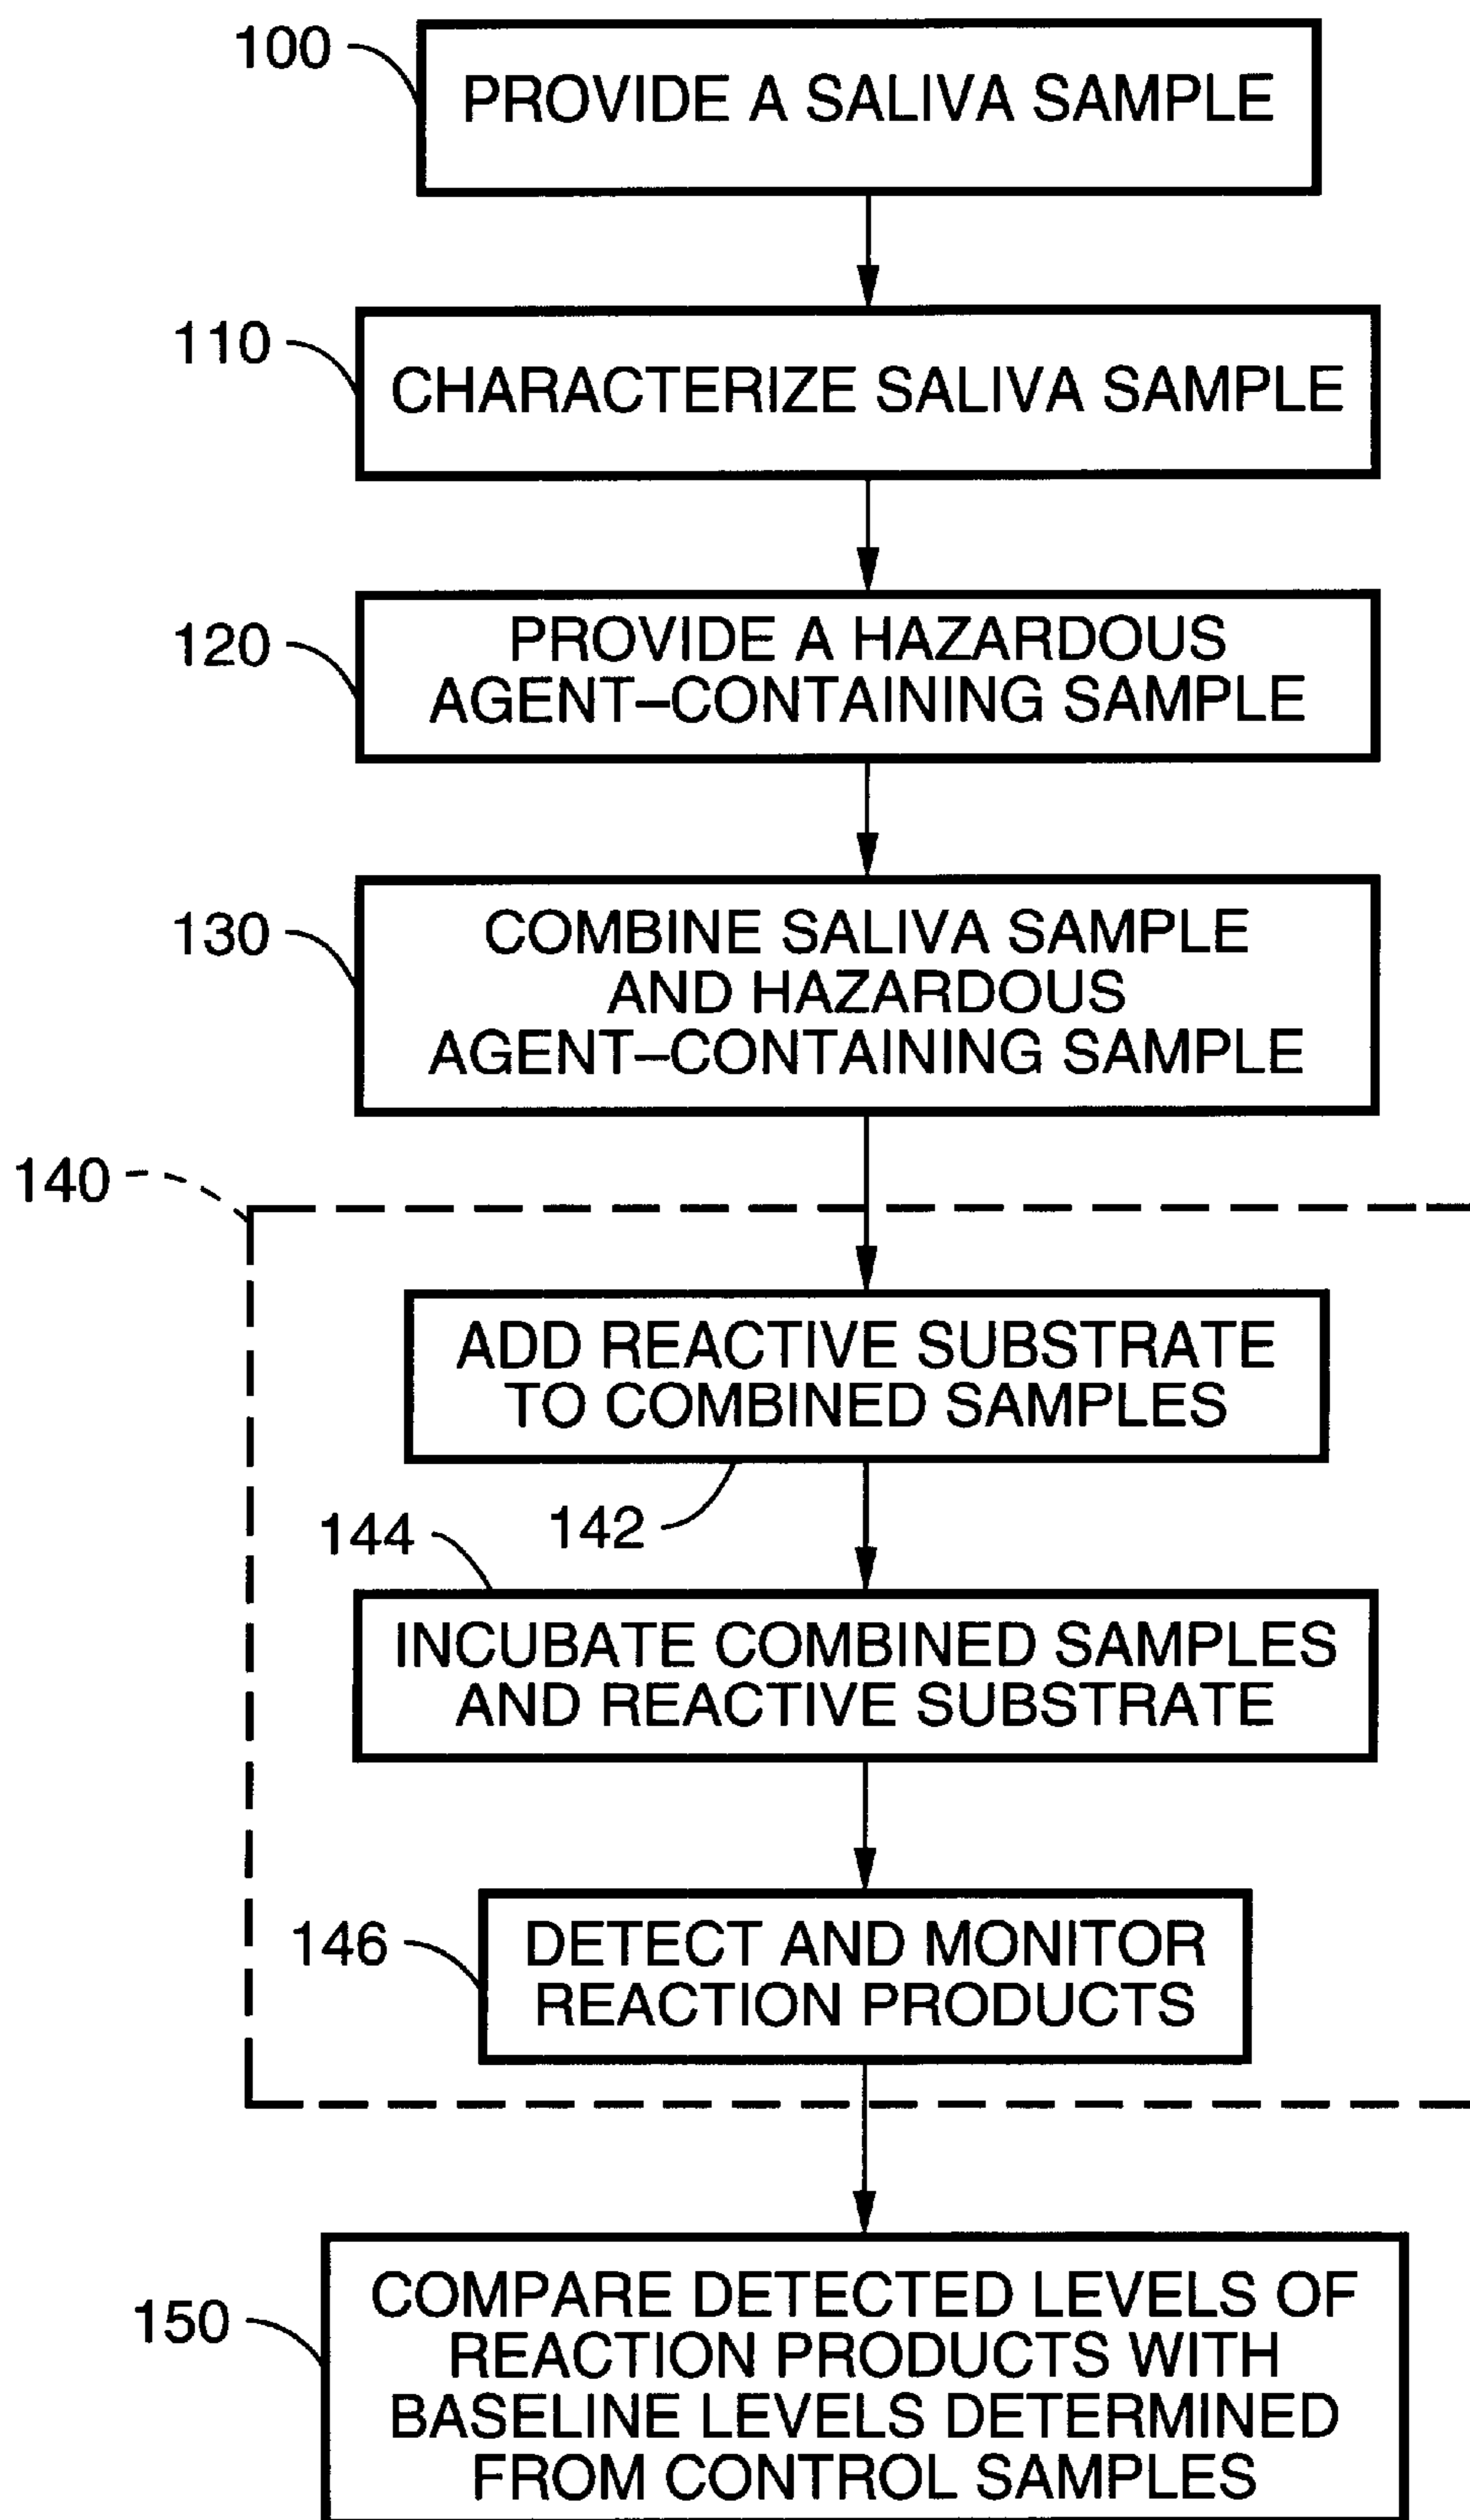 100
PROVIDE A SALIVA SAMPLE
110
CHARACTERIZE SALIVA SAMPLE
120
PROVIDE A HAZARDOUS
AGENT–CONTAINING SAMPLE
130
COMBINE SALIVA SAMPLE
AND HAZARDOUS
AGENT–CONTAINING SAMPLE
140
ADD REACTIVE SUBSTRATE
TO COMBINED SAMPLES
142
144
INCUBATE COMBINED SAMPLES
AND REACTIVE SUBSTRATE
146
DETECT AND MONITOR
REACTION PRODUCTS
150
COMPARE DETECTED LEVELS OF
REACTION PRODUCTS WITH
BASELINE LEVELS DETERMINED
FROM CONTROL SAMPLES